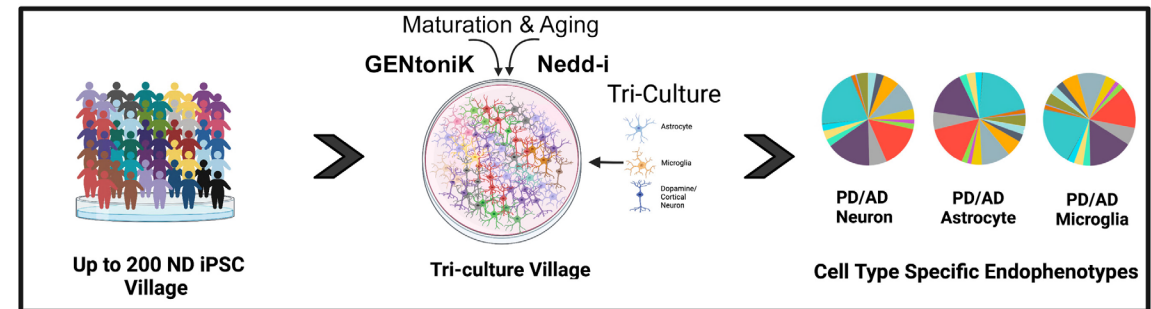 Maturation & Aging
GENtoniK
Nedd-i
Tri-Culture
Astrocyte
Microglia
Dopamine/
Cortical
Neuron
Up to 200 ND iPSC
Village
Tri-culture Village
PD/AD
Neuron
PD/AD
Astrocyte
PD/AD
Microglia
Cell Type Specific Endophenotypes